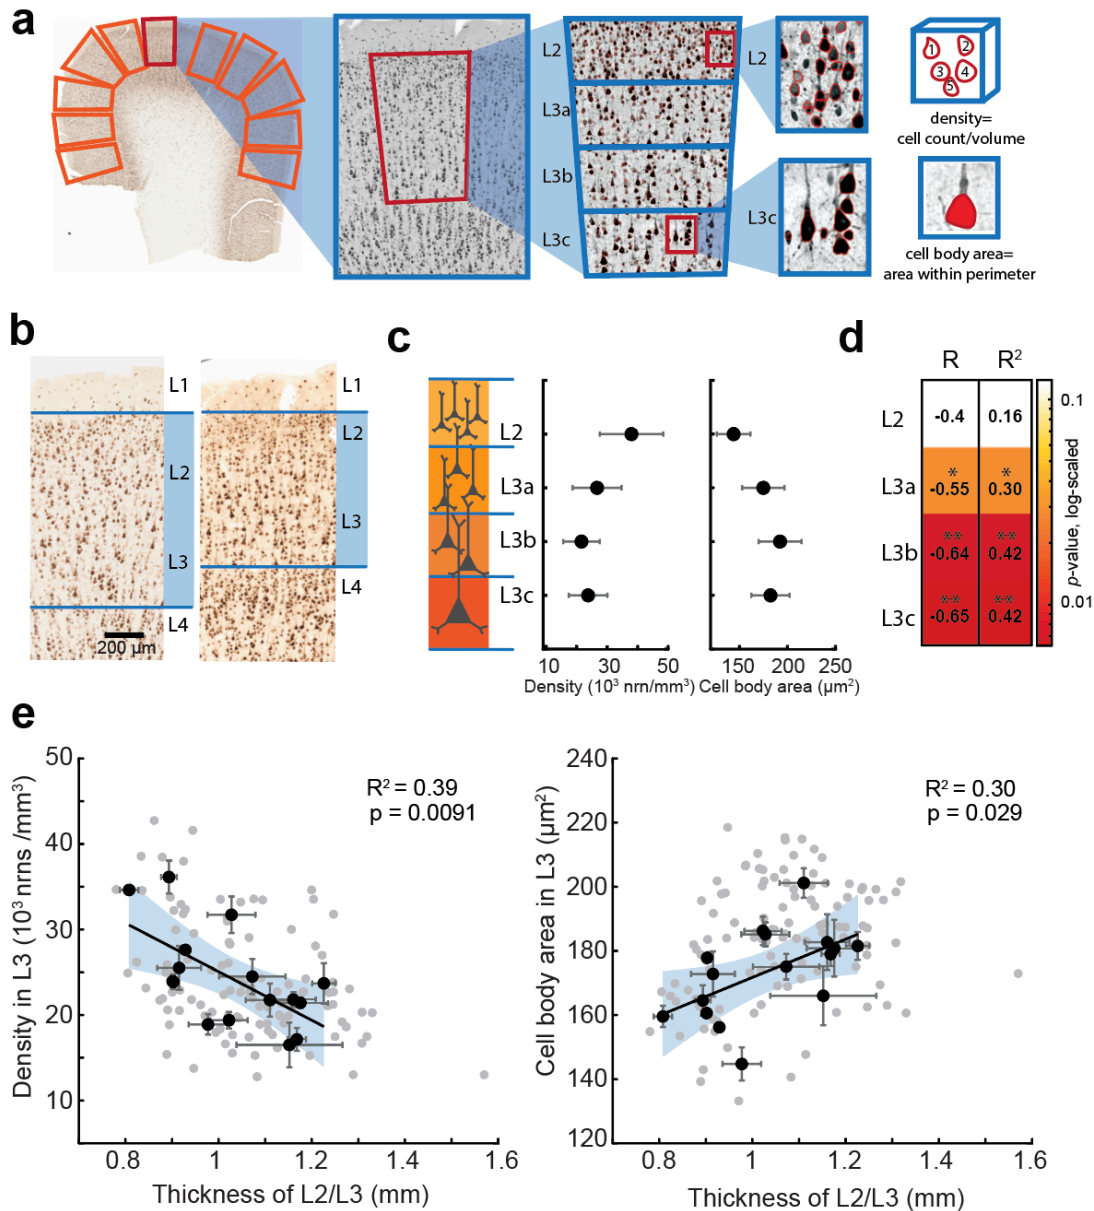 a
L2
L3a
L3b
L3c
L2
L3c
1
2
3
4
5
density=
cell count/volume
cell body area=
area within perimeter
b
L1
L2
L3
L4
200 µm
L1
L2
L3
L4
c
L2
L3a
L3b
L3c
10
50
Density (10³ nrn/mm³)
150
200
250
Cell body area (µm²)
d
R
R²
L2
-0.4
0.16
L3a
*
*
-0.55
0.30
L3b
**
**
-0.64
0.42
L3c
**
**
-0.65
0.42
0.1
0.01
p-value, log-scaled
e
50
40
30
20
10
Density in L3 (10³ nrns /mm³)
R² = 0.39
p = 0.0091
0.8
1
1.2
1.4
1.6
Thickness of L2/L3 (mm)
240
220
200
180
160
140
120
Cell body area in L3 (µm²)
R² = 0.30
p = 0.029
0.8
1
1.2
1.4
1.6
Thickness of L2/L3 (mm)